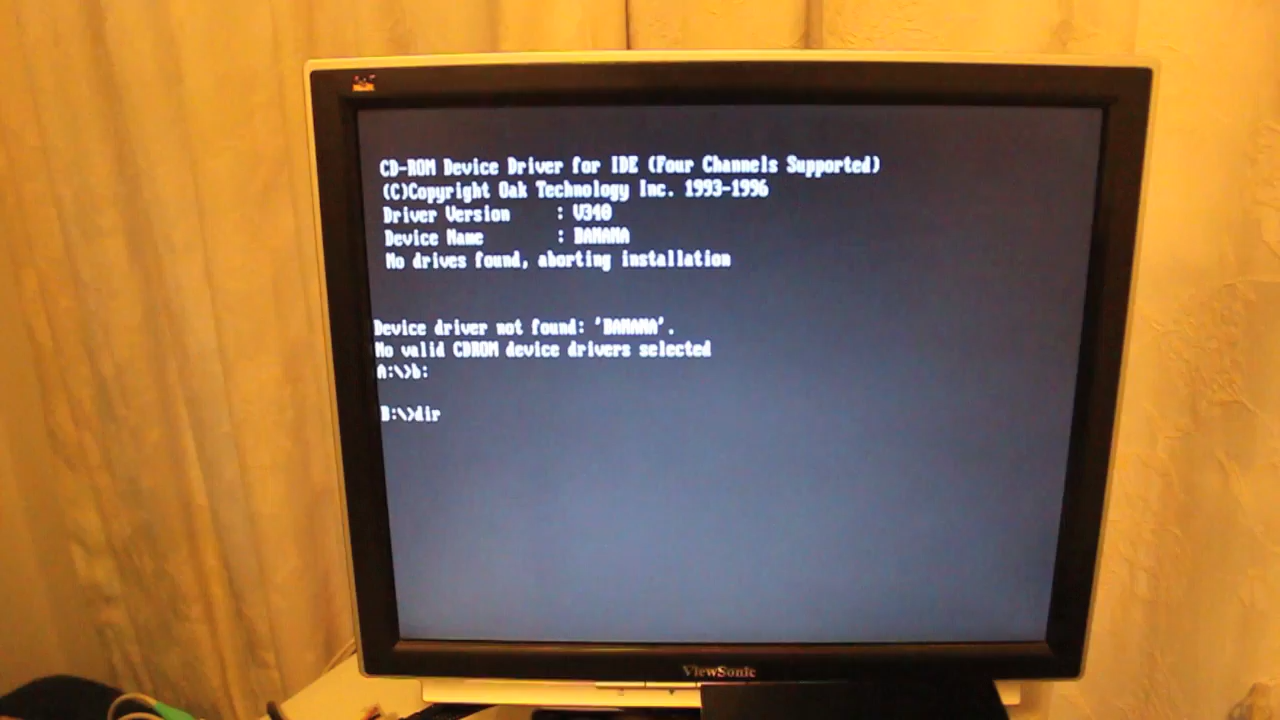 CD-ROM Device Driver for IDE (Four Channels Supported)
(C)Copyright Oak Technology Inc. 1993-1996
Driver Version : V340
Device Name : BANANA
No drives found, aborting installation
Device driver not found: 'BANANA'.
No valid CDROM device drivers selected
A:\>b:
B:\>dir
ViewSonic